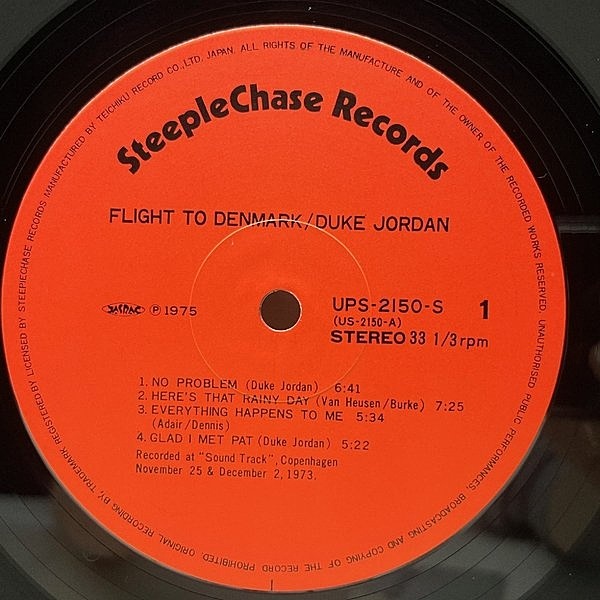 MANUFACTURED BY TEICHIKU RECORD CO., LTD. JAPAN. ALL RIGHTS OF THE MANUFACTURE AND OF THE OWNER OF THE RECORDED WORKS RESERVED. UNAUTHORISED PUBLIC PERFORMANCES, BROADCASTING AND COPYING OF THE RECORD PROHIBITED. ORIGINAL RECORDING BY, TRADEMARK REGISTERED BY, LICENSED BY STEEPLECHASE RECORDS
SteepleChase Records
FLIGHT TO DENMARK/DUKE JORDAN
JASRAC Ⓟ 1975
UPS-2150-S 1
(US-2150-A)
STEREO 33 1/3rpm
1. NO PROBLEM (Duke Jordan) 6:41
2. HERE'S THAT RAINY DAY (Van Heusen/Burke) 7:25
3. EVERYTHING HAPPENS TO ME 5:34
(Adair/Dennis)
4. GLAD I MET PAT (Duke Jordan) 5:22
Recorded at "Sound Track", Copenhagen
November 25 & December 2, 1973.